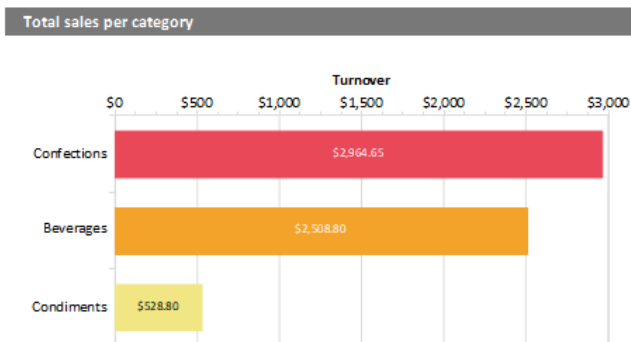 Total sales per category
Turnover
$0 $500 $1,000 $1,500 $2,000 $2,500 $3,000
Confections $2,964.65
Beverages $2,508.80
Condiments $528.80